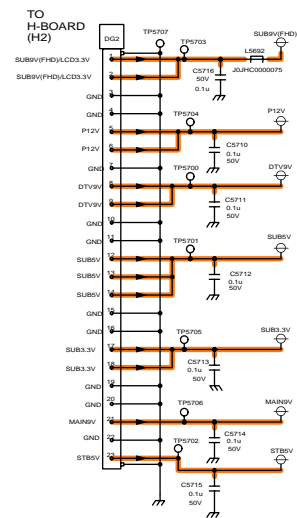 TO
H-BOARD
(H2)
DG2
TP5707
TP5703
SUB9V(FHD)
1
SUB9V(FHD)/LCD3.3V
L5692
J0JHC0000075
C5716
50V
0.1u
2
SUB9V(FHD)/LCD3.3V
3
GND
4
GND
TP5704
P12V
5
P12V
C5710
0.1u
50V
6
P12V
7
GND
TP5700
DTV9V
8
DTV9V
C5711
0.1u
50V
9
DTV9V
10
GND
11
GND
TP5701
SUB5V
12
SUB5V
C5712
0.1u
50V
13
SUB5V
14
SUB5V
15
GND
16
GND
TP5705
SUB3.3V
17
SUB3.3V
C5713
0.1u
50V
18
SUB3.3V
19
GND
20
GND
TP5706
MAIN9V
21
MAIN9V
C5714
0.1u
50V
22
GND
TP5702
STB5V
23
STB5V
C5715
0.1u
50V